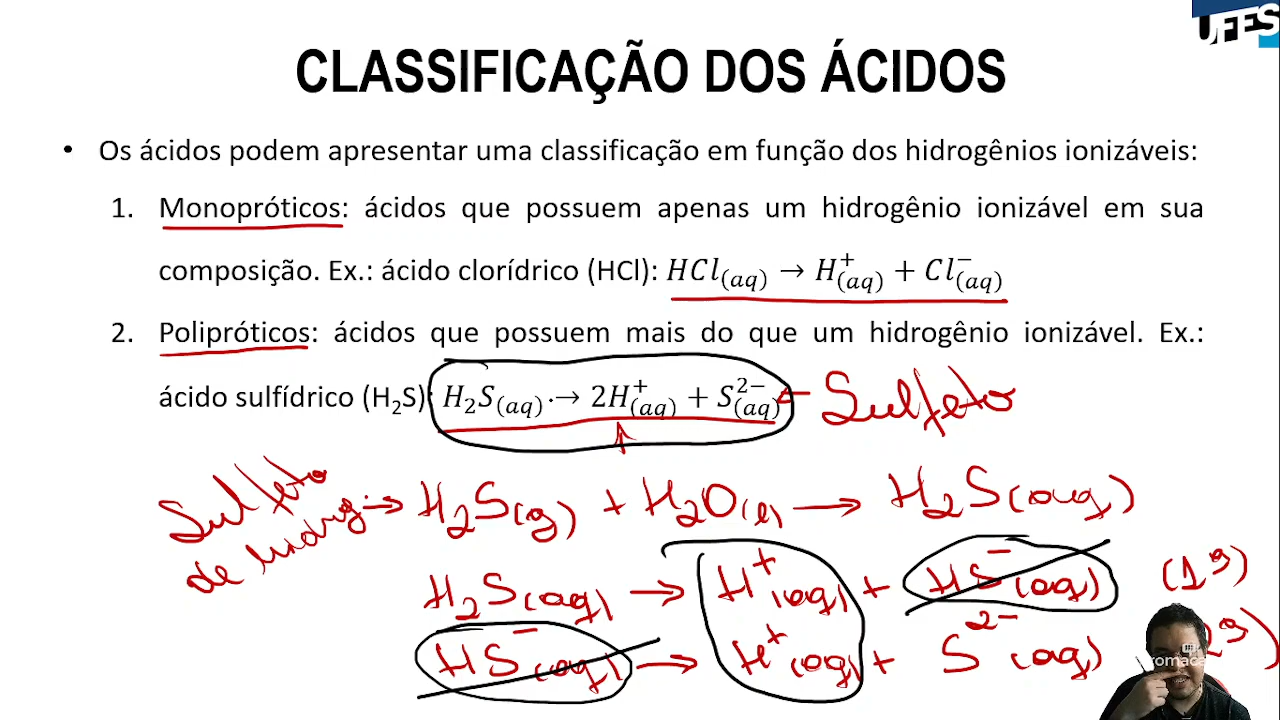 UFES
CLASSIFICAÇÃO DOS ÁCIDOS
• Os ácidos podem apresentar uma classificação em função dos hidrogênios ionizáveis:
1. Monopróticos: ácidos que possuem apenas um hidrogênio ionizável em sua
composição. Ex.: ácido clorídrico (HCl): HCl(aq) → H⁺(aq) + Cl⁻(aq)
2. Polipróticos: ácidos que possuem mais do que um hidrogênio ionizável. Ex.:
ácido sulfídrico (H₂S): H₂S(aq) → 2H⁺(aq) + S²⁻(aq) ← Sulfeto
Sulfeto
de hidrog → H₂S(g) + H₂O(l) → H₂S(aq)
H₂S(aq) → H⁺(aq) + HS⁻(aq) (1ª)
HS⁻(aq) → H⁺(aq) + S²⁻(aq) 2ª)